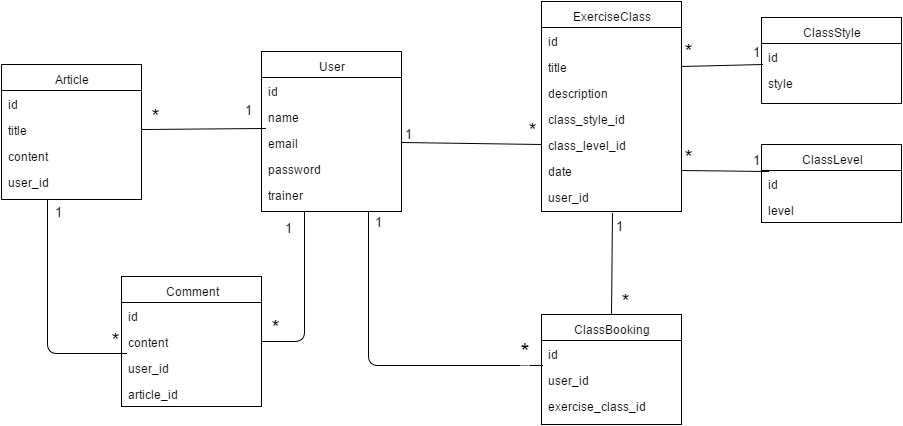 Article
id
title
content
user_id
User
id
name
email
password
trainer
ExerciseClass
id
title
description
class_style_id
class_level_id
date
user_id
ClassStyle
id
style
ClassLevel
id
level
Comment
id
content
user_id
article_id
ClassBooking
id
user_id
exercise_class_id
* 1
1 *
* 1
* 1
1 *
1 *
1 *
1 *